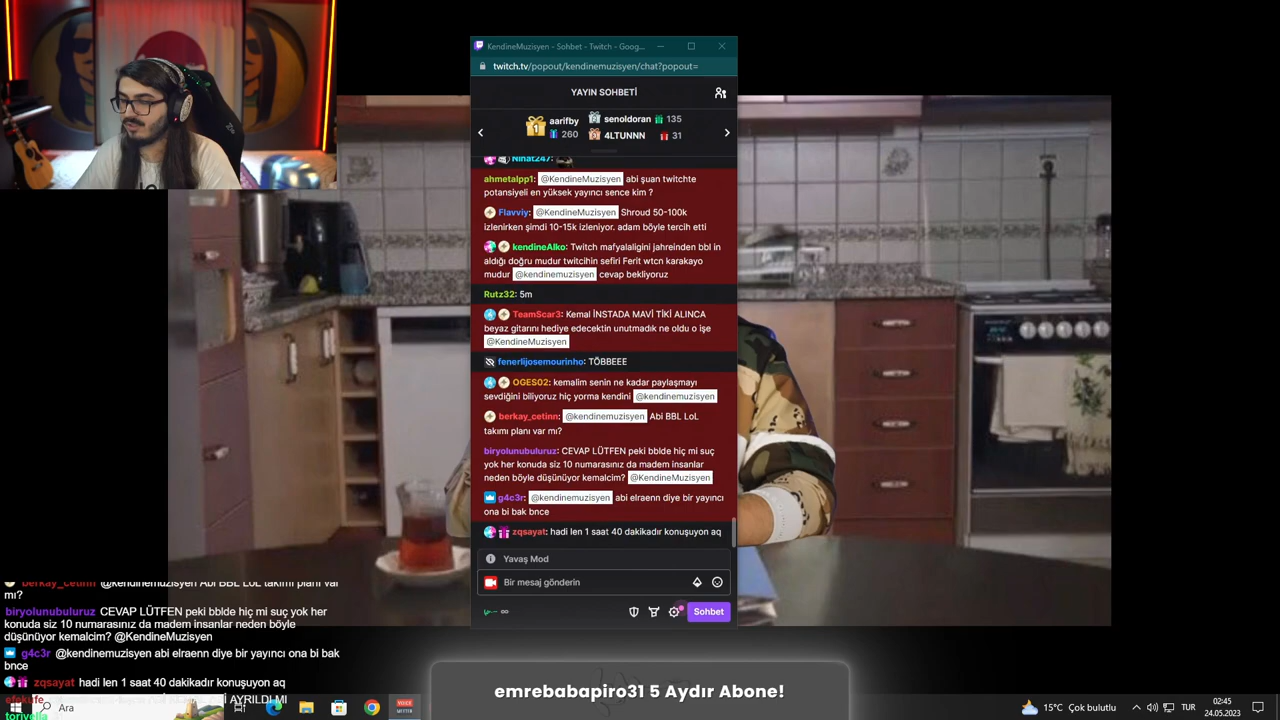 KendineMuzisyen - Sohbet - Twitch - Goog...
twitch.tv/popout/kendinemuzisyen/chat?popout=
YAYIN SOHBETİ
1 aarifby 260
senoldoran 135
4LTUNNN 31
Nihat247:
ahmetalpp1: @KendineMuzisyen abi şuan twitchte
potansiyeli en yüksek yayıncı sence kim ?
Flavviy: @KendineMuzisyen Shroud 50-100k
izlenirken şimdi 10-15k izleniyor. adam böyle tercih etti
kendineAlko: Twitch mafyalaligini jahreinden bbl in
aldığı doğru mudur twitcihin sefiri Ferit wtcn karakayo
mudur @kendinemuzisyen cevap bekliyoruz
Rutz32: 5m
TeamScar3: Kemal İNSTADA MAVİ TİKİ ALINCA
beyaz gitarını hediye edecektin unutmadık ne oldu o işe
@KendineMuzisyen
fenerlijosemourinho: TÖBBEEE
OGES02: kemalim senin ne kadar paylaşmayı
sevdiğini biliyoruz hiç yorma kendini @kendinemuzisyen
berkay_cetinn: @kendinemuzisyen Abi BBL LoL
takımı planı var mı?
biryolunubuluruz: CEVAP LÜTFEN peki bblde hiç mi suç
yok her konuda siz 10 numarasınız da madem insanlar
neden böyle düşünüyor kemalcim? @KendineMuzisyen
g4c3r: @kendinemuzisyen abi elraenn diye bir yayıncı
ona bi bak bnce
zqsayat: hadi len 1 saat 40 dakikadır konuşuyon aq
Yavaş Mod
Bir mesaj gönderin
Sohbet
berkay_cetinn @kendinemuzisyen Abi BBL LoL takımı planı var
mı?
biryolunubuluruz CEVAP LÜTFEN peki bblde hiç mi suç yok her
konuda siz 10 numarasınız da madem insanlar neden böyle
düşünüyor kemalcim? @KendineMuzisyen
g4c3r @kendinemuzisyen abi elraenn diye bir yayıncı ona bi bak
bnce
zqsayat hadi len 1 saat 40 dakikadır konuşuyon aq
AYRILDI MI
emrebabapiro31 5 Aydır Abone!
Ara
VOICE
MEETER
15°C Çok bulutlu
TUR
02:45
24.05.2023